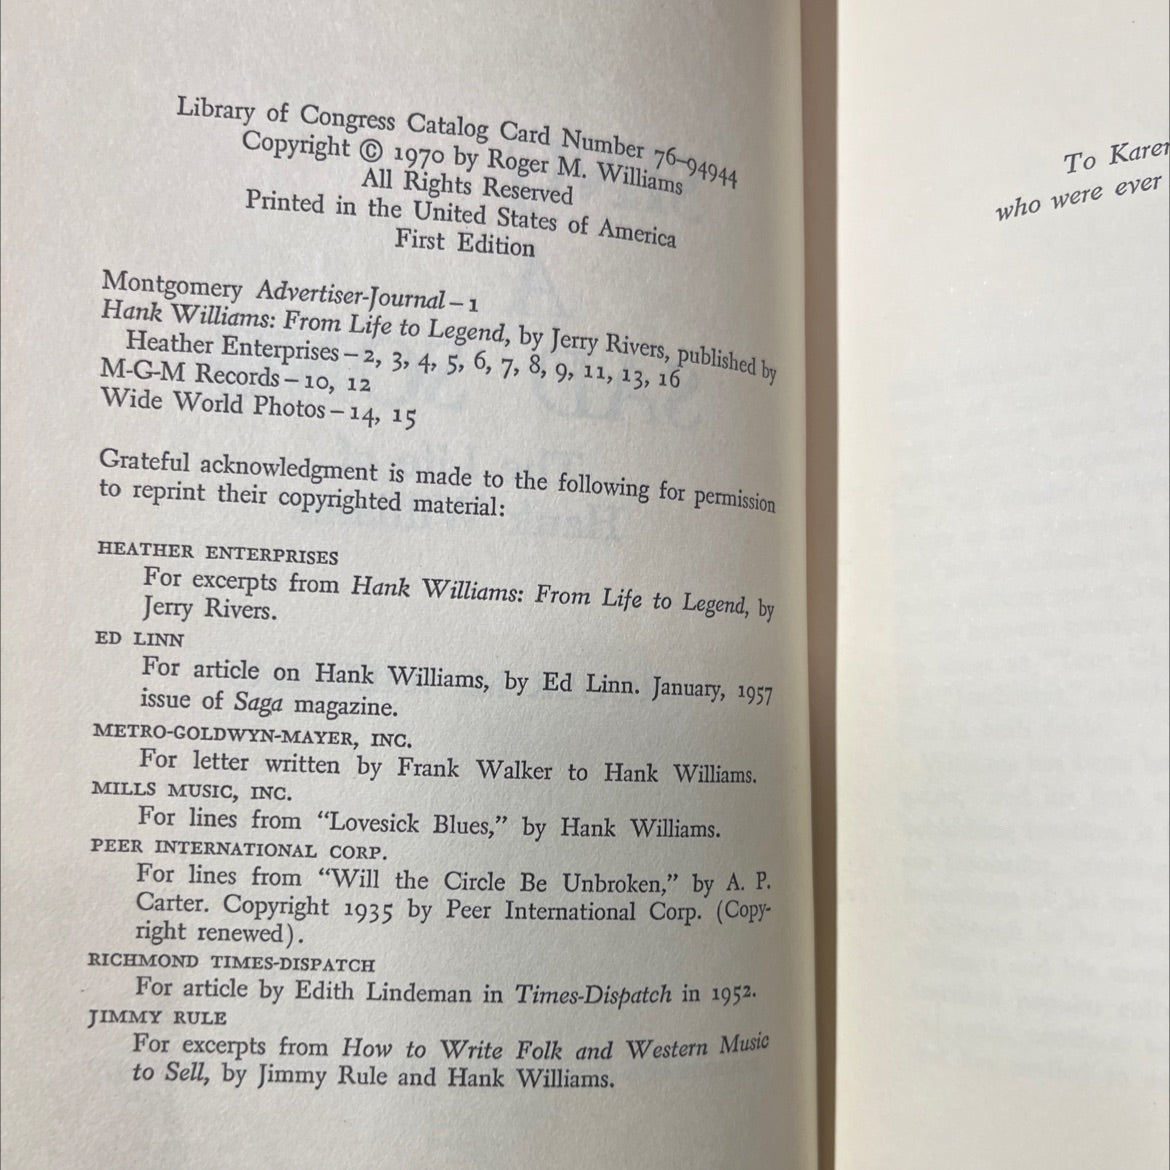 Library of Congress Catalog Card Number 76–94944
Copyright © 1970 by Roger M. Williams
All Rights Reserved
Printed in the United States of America
First Edition
Montgomery Advertiser-Journal – 1
Hank Williams: From Life to Legend, by Jerry Rivers, published by
Heather Enterprises – 2, 3, 4, 5, 6, 7, 8, 9, 11, 13, 16
M-G-M Records – 10, 12
Wide World Photos – 14, 15
Grateful acknowledgment is made to the following for permission
to reprint their copyrighted material:
HEATHER ENTERPRISES
For excerpts from Hank Williams: From Life to Legend, by
Jerry Rivers.
ED LINN
For article on Hank Williams, by Ed Linn. January, 1957
issue of Saga magazine.
METRO-GOLDWYN-MAYER, INC.
For letter written by Frank Walker to Hank Williams.
MILLS MUSIC, INC.
For lines from “Lovesick Blues,” by Hank Williams.
PEER INTERNATIONAL CORP.
For lines from “Will the Circle Be Unbroken,” by A. P.
Carter. Copyright 1935 by Peer International Corp. (Copy-
right renewed).
RICHMOND TIMES-DISPATCH
For article by Edith Lindeman in Times-Dispatch in 1952.
JIMMY RULE
For excerpts from How to Write Folk and Western Music
to Sell, by Jimmy Rule and Hank Williams.
To Karen
who were ever